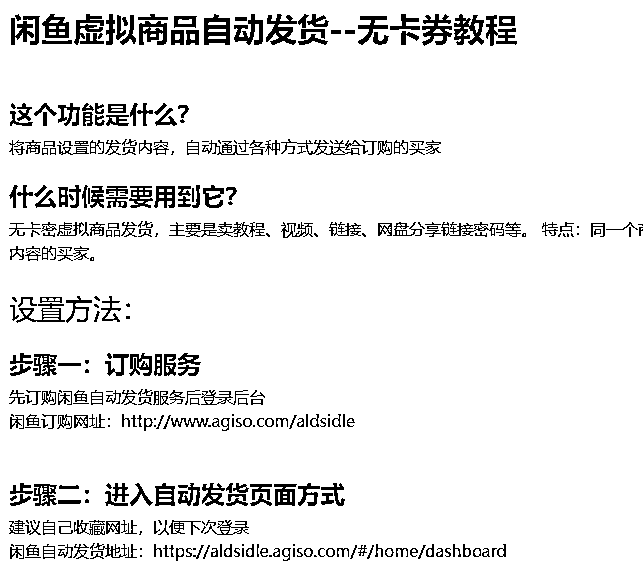 闲鱼虚拟商品自动发货--无卡券教程
这个功能是什么?
将商品设置的发货内容，自动通过各种方式发送给订购的买家
什么时候需要用到它?
无卡密虚拟商品发货，主要是卖教程、视频、链接、网盘分享链接密码等。 特点：同一个
内容的买家。
设置方法：
步骤一：订购服务
先订购闲鱼自动发货服务后登录后台
闲鱼订购网址：http://www.agiso.com/aldsidle
步骤二：进入自动发货页面方式
建议自己收藏网址，以便下次登录
闲鱼自动发货地址：https://aldsidle.agiso.com/#/home/dashboard